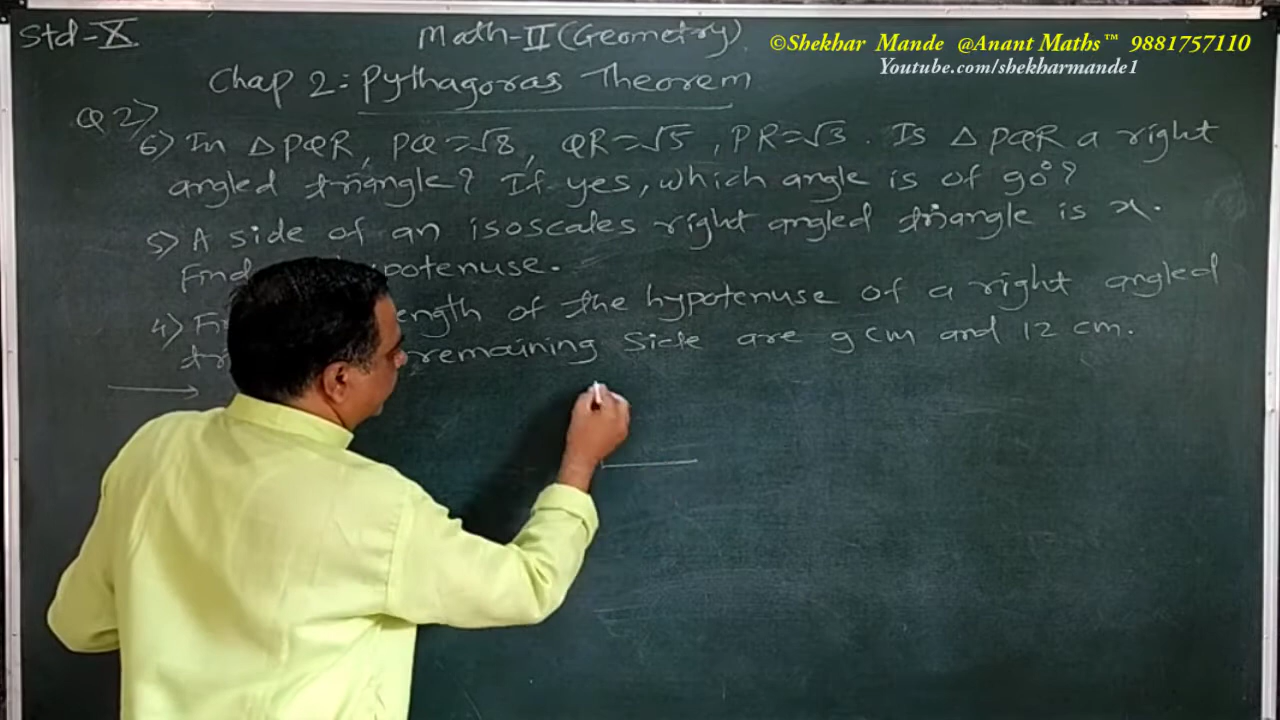 Std-X
Math-II (Geometry)
©Shekhar Mande @Anant Maths™ 9881757110
Youtube.com/shekharmande1
Chap 2: Pythagoras Theorem
Q 2)
6) In △PQR, PQ=√8, QR=√5, PR=√3. Is △PQR a right
angled triangle? If yes, which angle is of 90°?
5) A side of an isoscales right angled triangle is x.
Find potenuse.
4) ength of the hypotenuse of a right angled
remaining Side are 9 cm and 12 cm.